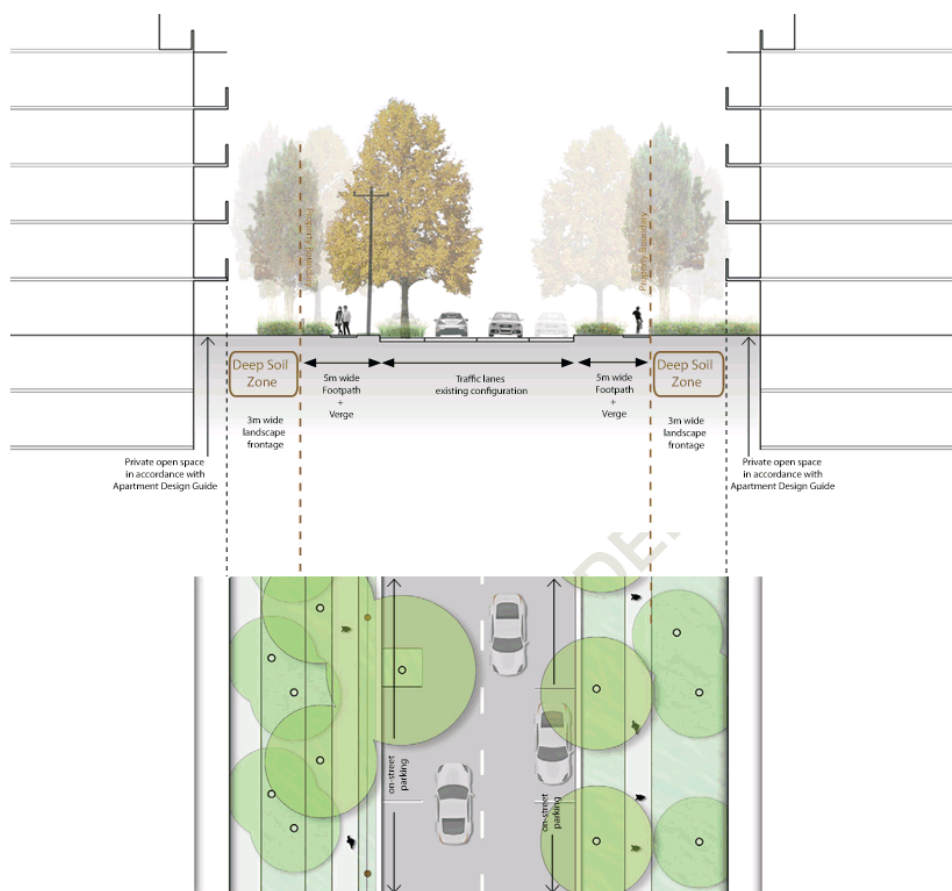 Property Boundary
Property Boundary
Deep Soil
Zone
5m wide
Footpath
+
Verge
Traffic lanes
existing configuration
5m wide
Footpath
+
Verge
Deep Soil
Zone
3m wide
landscape
frontage
3m wide
landscape
frontage
Private open space
in accordance with
Apartment Design Guide
Private open space
in accordance with
Apartment Design Guide
on-street
parking
on-street
parking